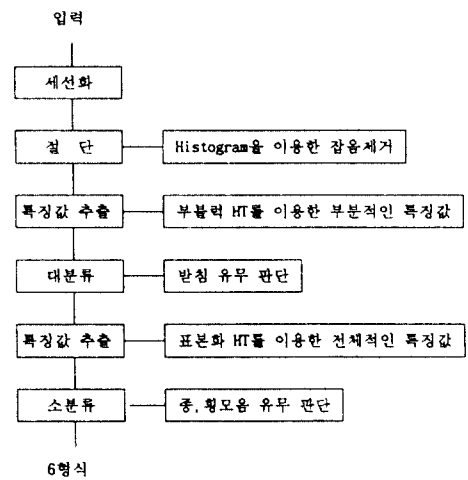 입력
세선화
절 단
Histogram을 이용한 잡음제거
특징값 추출
부블럭 HT를 이용한 부분적인 특징값
대분류
받침 유무 판단
특징값 추출
표본화 HT를 이용한 전체적인 특징값
소분류
종,횡모음 유무 판단
6형식